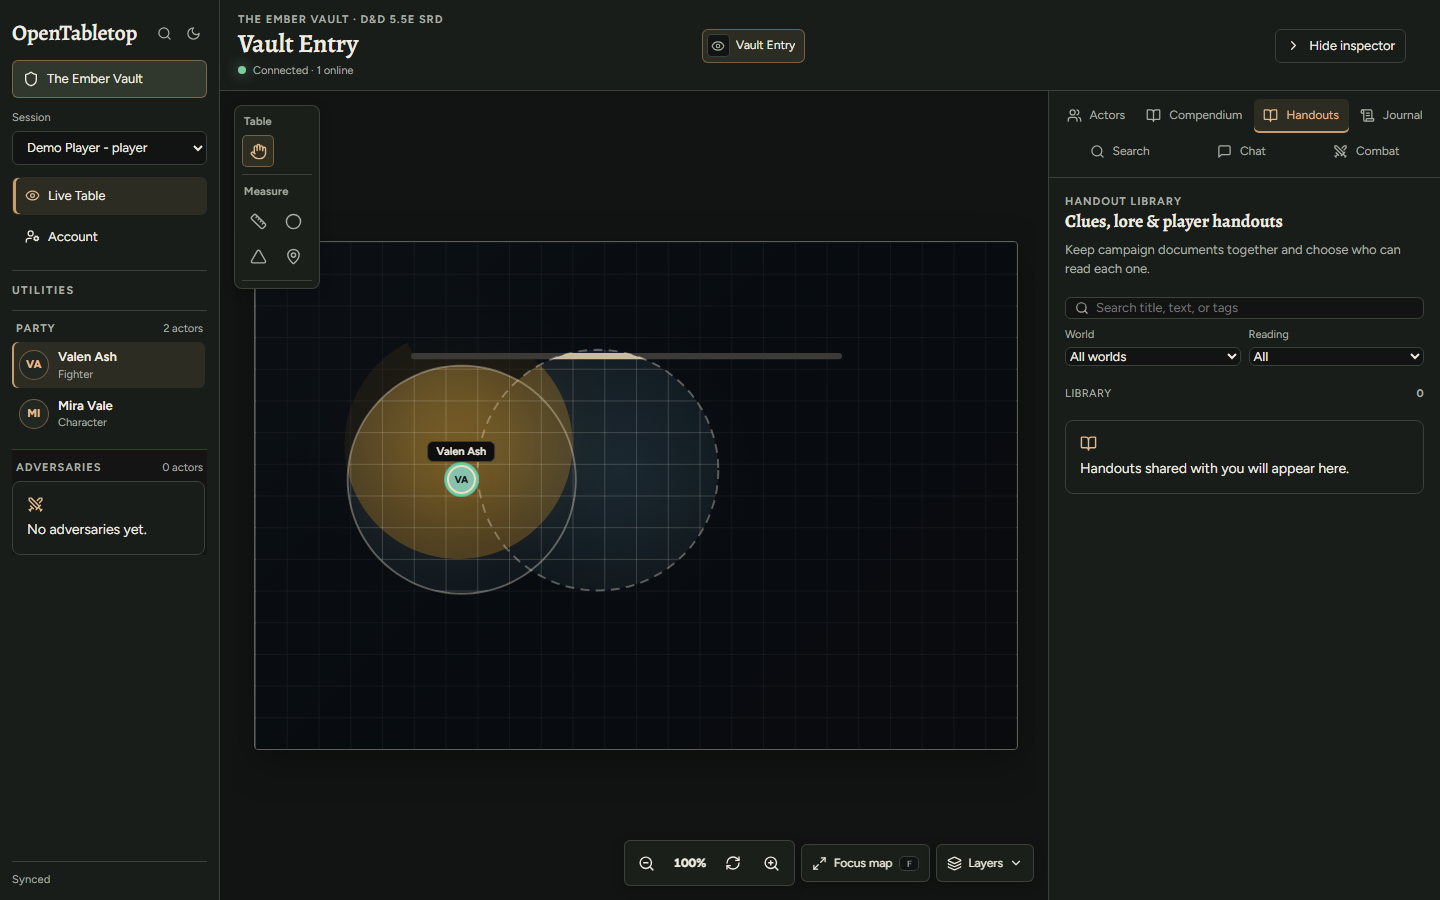 OpenTabletop
The Ember Vault
Session
Demo Player - player
Live Table
Account
UTILITIES
PARTY
2 actors
VA
Valen Ash
Fighter
MI
Mira Vale
Character
ADVERSARIES
0 actors
No adversaries yet.
Synced
THE EMBER VAULT · D&D 5.5E SRD
Vault Entry
Connected · 1 online
Vault Entry
Hide inspector
Table
Measure
Valen Ash
VA
100%
Focus map
F
Layers
Actors
Compendium
Handouts
Journal
Search
Chat
Combat
HANDOUT LIBRARY
Clues, lore & player handouts
Keep campaign documents together and choose who can
read each one.
Search title, text, or tags
World
Reading
All worlds
All
LIBRARY
0
Handouts shared with you will appear here.